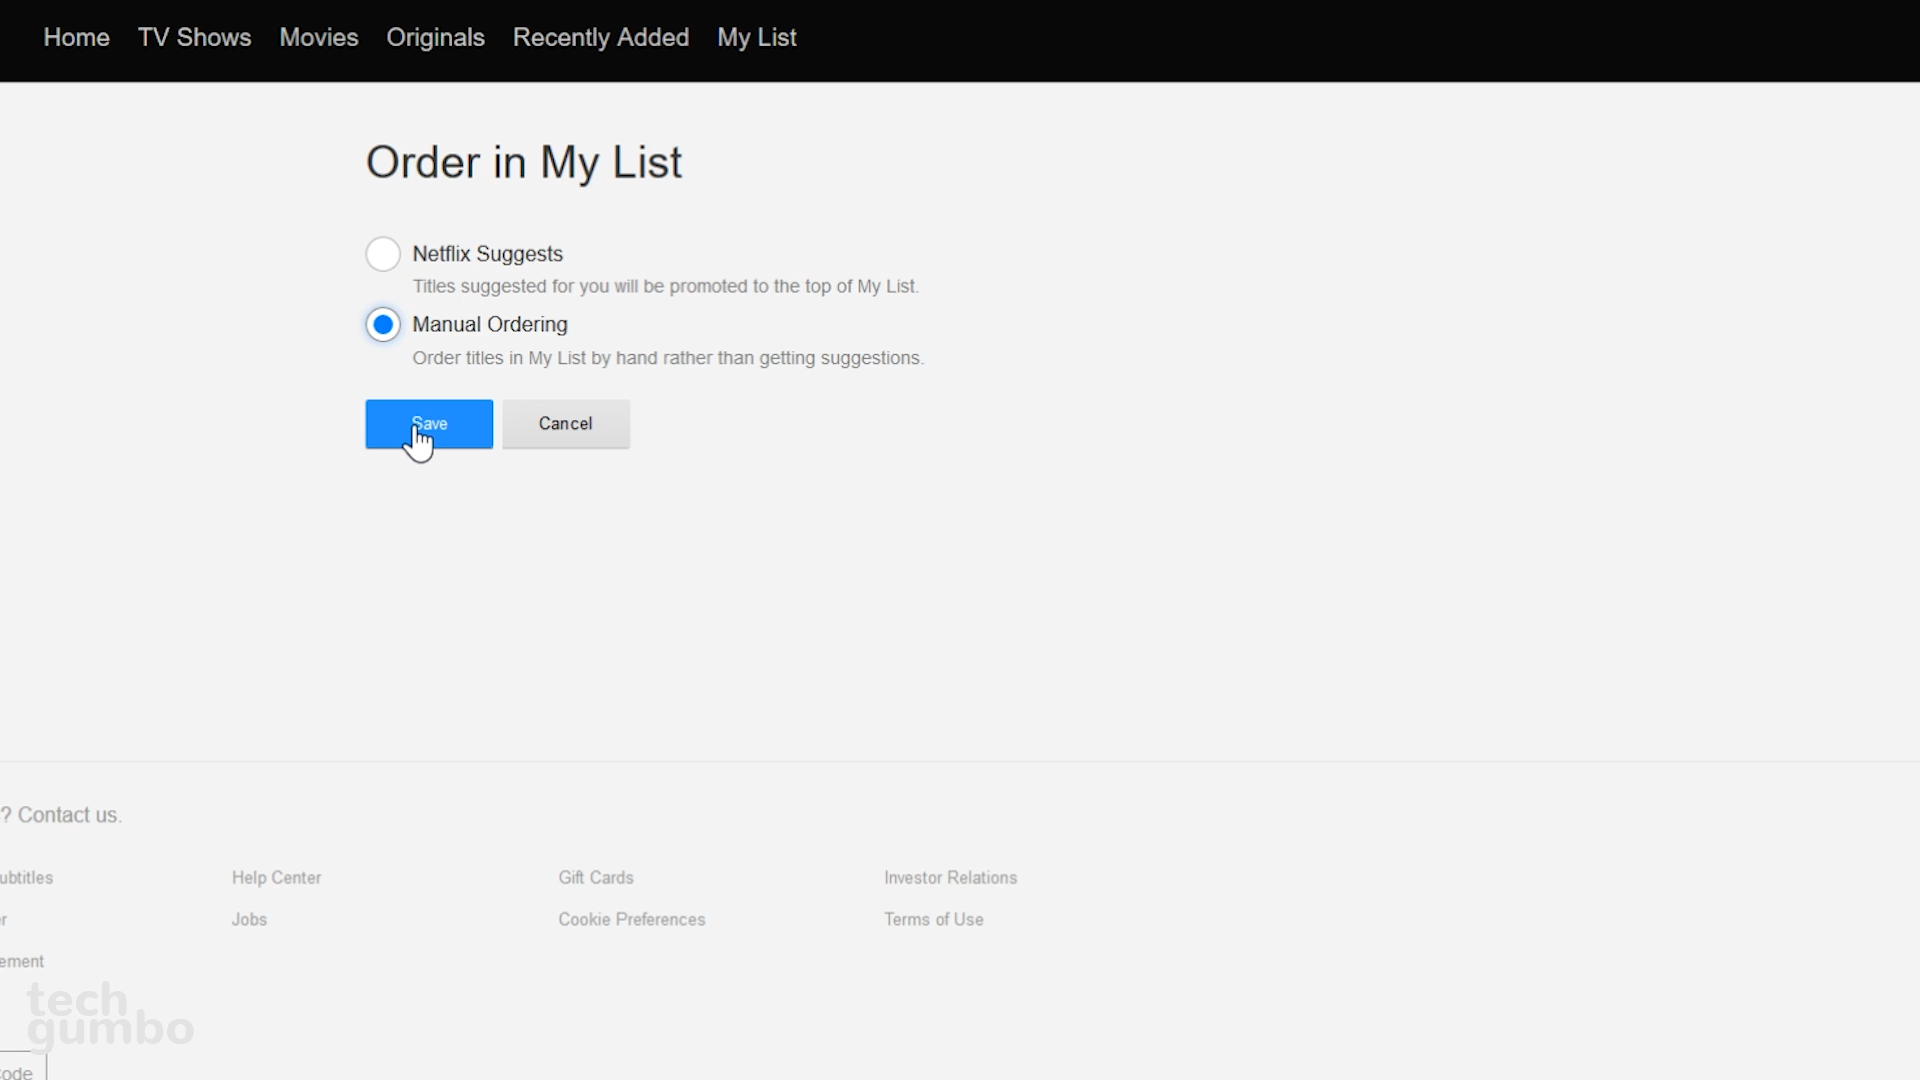 Home TV Shows Movies Originals Recently Added My List
Order in My List
Netflix Suggests
Titles suggested for you will be promoted to the top of My List.
Manual Ordering
Order titles in My List by hand rather than getting suggestions.
Save Cancel
? Contact us.
ubtitles Help Center Gift Cards Investor Relations
er Jobs Cookie Preferences Terms of Use
ement
tech
gumbo
Code